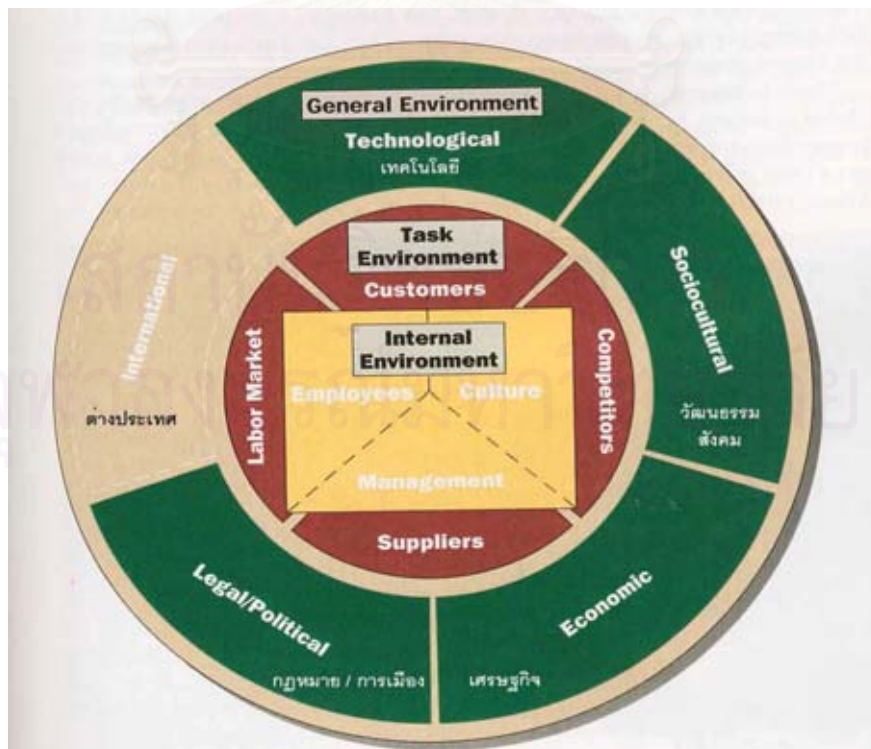 General Environment
Technological
เทคโนโลยี
Task
Environment
Customers
Internal
Environment
Employees
Culture
Management
Labor Market
Competitors
Suppliers
International
ต่างประเทศ
Sociocultural
วัฒนธรรม
สังคม
Legal/Political
กฎหมาย / การเมือง
Economic
เศรษฐกิจ